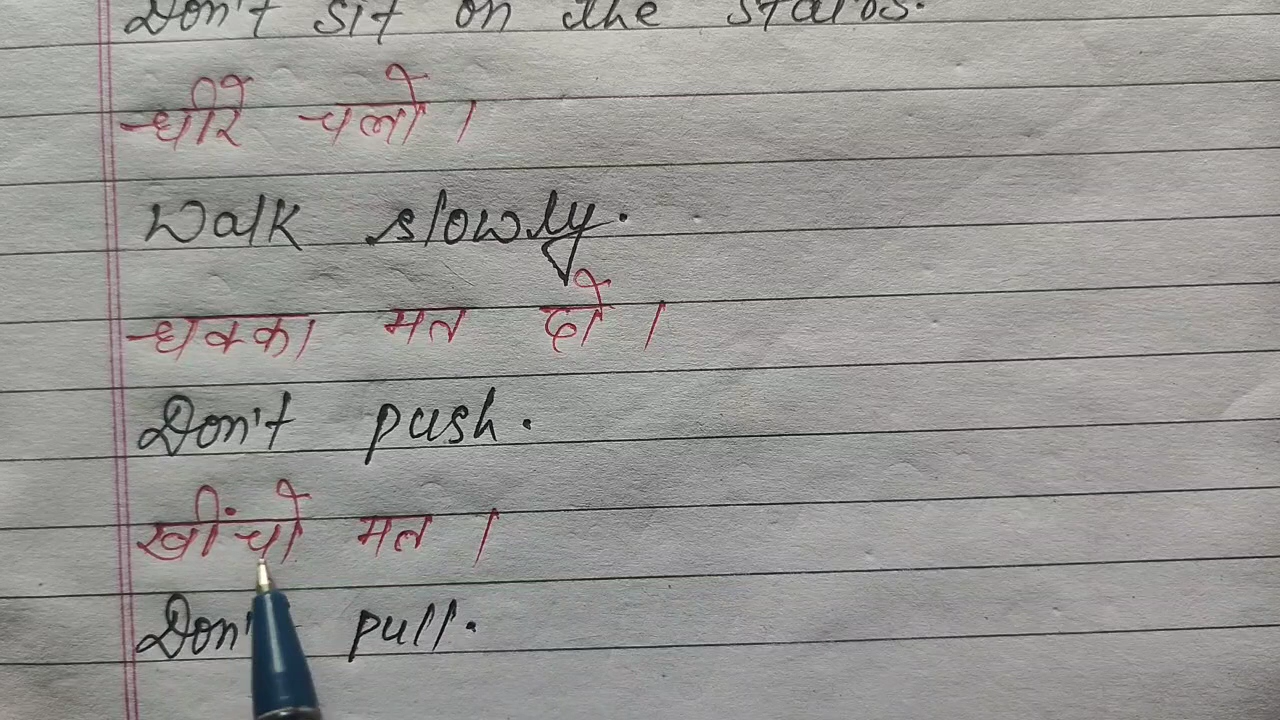 Don't sit on the stairs.
धीरे चलो।
Walk slowly.
धक्का मत दो।
Don't push.
खींचो मत।
Don't pull.